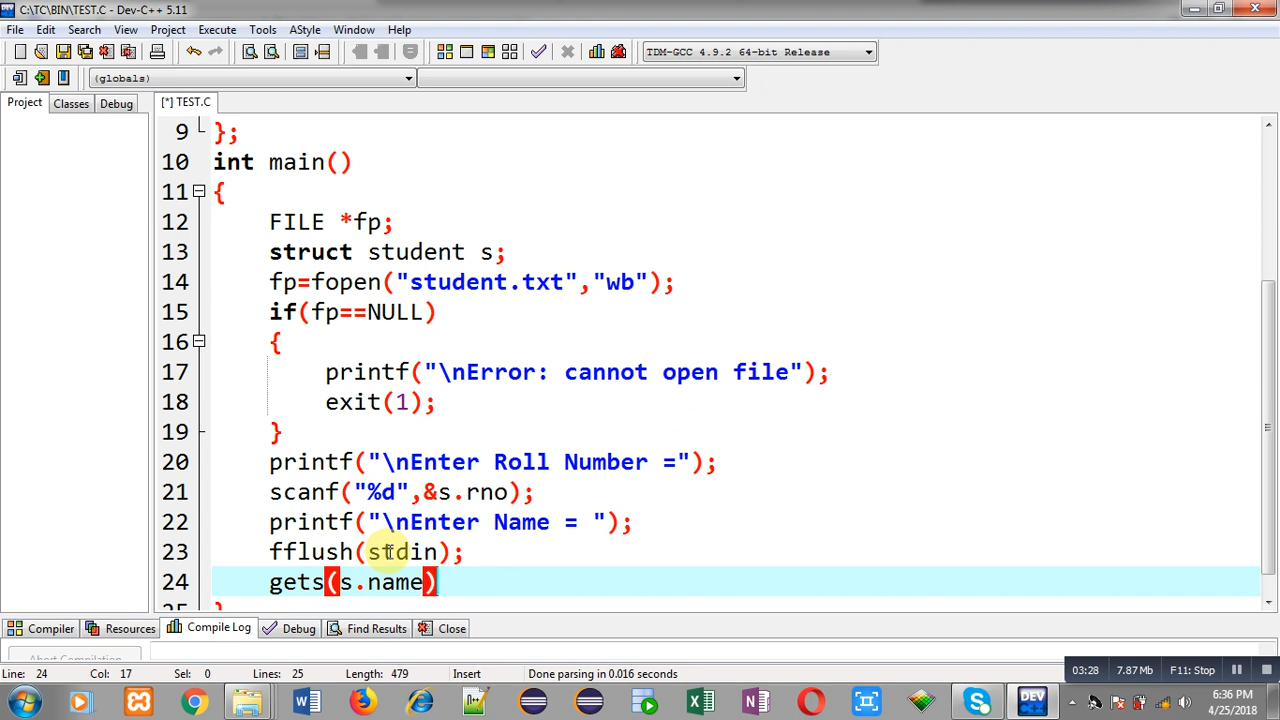 C:\TC\BIN\TEST.C - Dev-C++ 5.11
File Edit Search View Project Execute Tools AStyle Window Help
TDM-GCC 4.9.2 64-bit Release
(globals)
Project Classes Debug [*] TEST.C
9 };
10 int main()
11 {
12 FILE *fp;
13 struct student s;
14 fp=fopen("student.txt","wb");
15 if(fp==NULL)
16 {
17 printf("\nError: cannot open file");
18 exit(1);
19 }
20 printf("\nEnter Roll Number =");
21 scanf("%d",&s.rno);
22 printf("\nEnter Name = ");
23 fflush(stdin);
24 gets(s.name)
25 }
Compiler Resources Compile Log Debug Find Results Close
Abort Compilation
Line: 24 Col: 17 Sel: 0 Lines: 25 Length: 479 Insert Done parsing in 0.016 seconds
03:28 7.87 Mb F11: Stop
DEV
6:36 PM
4/25/2018